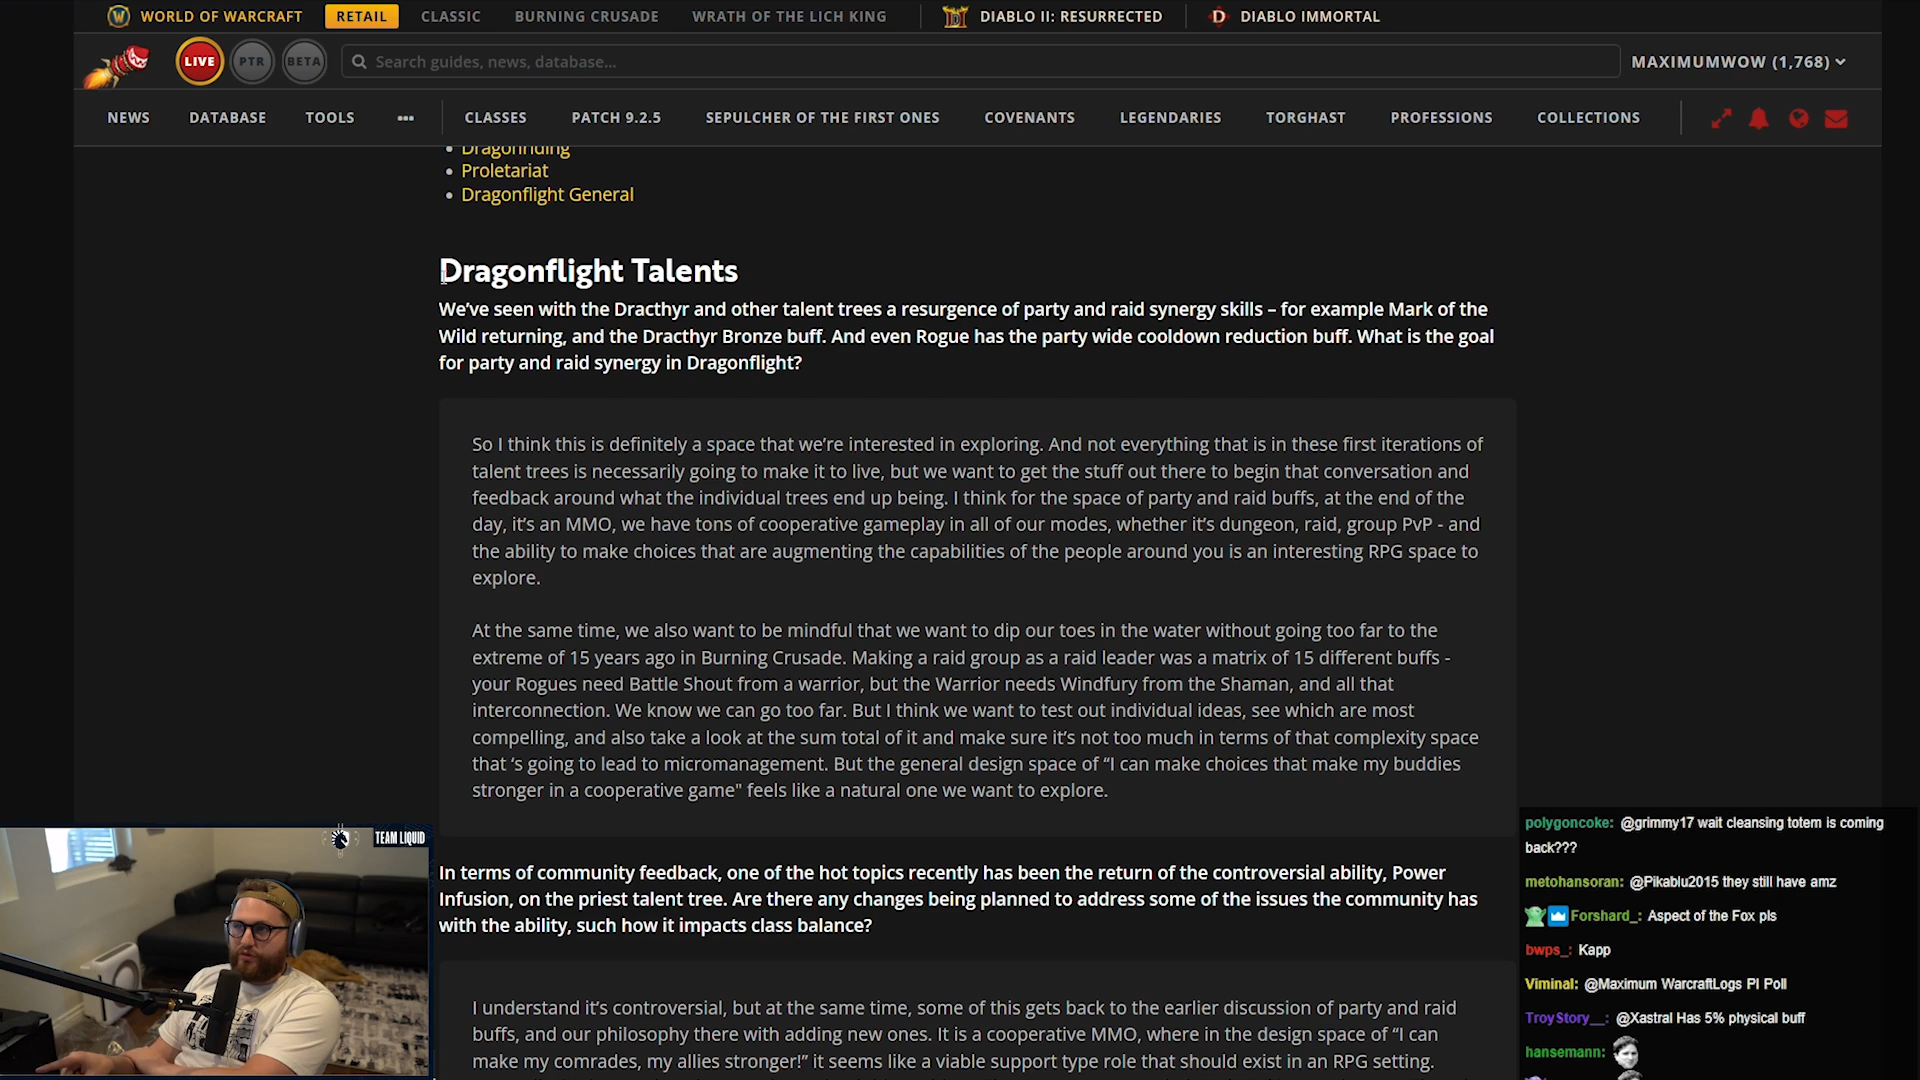 WORLD OF WARCRAFT RETAIL CLASSIC BURNING CRUSADE WRATH OF THE LICH KING DIABLO II: RESURRECTED DIABLO IMMORTAL
LIVE PTR BETA Search guides, news, database... MAXIMUMWOW (1,768)
NEWS DATABASE TOOLS ••• CLASSES PATCH 9.2.5 SEPULCHER OF THE FIRST ONES COVENANTS LEGENDARIES TORGHAST PROFESSIONS COLLECTIONS
• Dragonriding
• Proletariat
• Dragonflight General
Dragonflight Talents
We’ve seen with the Dracthyr and other talent trees a resurgence of party and raid synergy skills – for example Mark of the
Wild returning, and the Dracthyr Bronze buff. And even Rogue has the party wide cooldown reduction buff. What is the goal
for party and raid synergy in Dragonflight?
So I think this is definitely a space that we’re interested in exploring. And not everything that is in these first iterations of
talent trees is necessarily going to make it to live, but we want to get the stuff out there to begin that conversation and
feedback around what the individual trees end up being. I think for the space of party and raid buffs, at the end of the
day, it’s an MMO, we have tons of cooperative gameplay in all of our modes, whether it’s dungeon, raid, group PvP - and
the ability to make choices that are augmenting the capabilities of the people around you is an interesting RPG space to
explore.
At the same time, we also want to be mindful that we want to dip our toes in the water without going too far to the
extreme of 15 years ago in Burning Crusade. Making a raid group as a raid leader was a matrix of 15 different buffs -
your Rogues need Battle Shout from a warrior, but the Warrior needs Windfury from the Shaman, and all that
interconnection. We know we can go too far. But I think we want to test out individual ideas, see which are most
compelling, and also take a look at the sum total of it and make sure it’s not too much in terms of that complexity space
that ‘s going to lead to micromanagement. But the general design space of “I can make choices that make my buddies
stronger in a cooperative game" feels like a natural one we want to explore.
In terms of community feedback, one of the hot topics recently has been the return of the controversial ability, Power
Infusion, on the priest talent tree. Are there any changes being planned to address some of the issues the community has
with the ability, such how it impacts class balance?
I understand it’s controversial, but at the same time, some of this gets back to the earlier discussion of party and raid
buffs, and our philosophy there with adding new ones. It is a cooperative MMO, where in the design space of “I can
make my comrades, my allies stronger!” it seems like a viable support type role that should exist in an RPG setting.
TEAM LIQUID
polygoncoke: @grimmy17 wait cleansing totem is coming
back???
metohansoran: @Pikablu2015 they still have amz
Forshard_: Aspect of the Fox pls
bwps_: Kapp
Viminal: @Maximum WarcraftLogs PI Poll
TroyStory__: @Xastral Has 5% physical buff
hansemann: